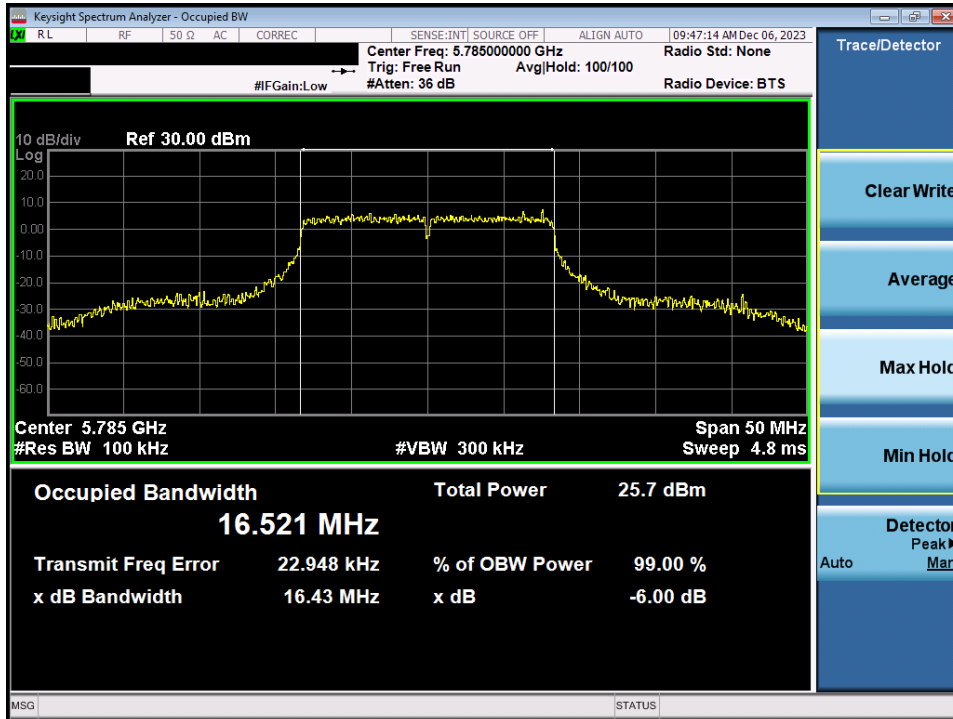 Keysight Spectrum Analyzer - Occupied BW
LXI RL RF 50 Ω AC CORREC SENSE:INT SOURCE OFF ALIGN AUTO 09:47:14 AM Dec 06, 2023
Center Freq: 5.785000000 GHz Radio Std: None
Trig: Free Run Avg|Hold: 100/100
#IFGain:Low #Atten: 36 dB Radio Device: BTS
Trace/Detector
10 dB/div Ref 30.00 dBm
Log
20.0
10.0
0.00
-10.0
-20.0
-30.0
-40.0
-50.0
-60.0
Center 5.785 GHz Span 50 MHz
#Res BW 100 kHz #VBW 300 kHz Sweep 4.8 ms
Occupied Bandwidth Total Power 25.7 dBm
16.521 MHz
Transmit Freq Error 22.948 kHz % of OBW Power 99.00 %
x dB Bandwidth 16.43 MHz x dB -6.00 dB
Clear Write
Average
Max Hold
Min Hold
Detector
Peak
Auto Man
MSG STATUS